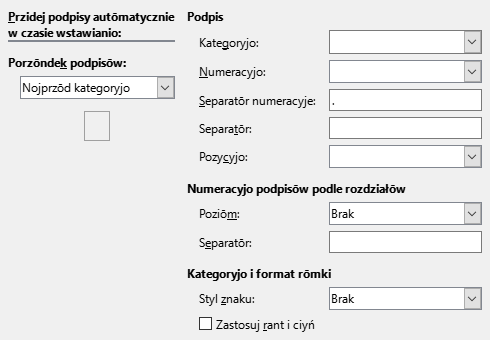 Przidej podpisy autōmatycznie
w czasie wstawianio:
Porzōndek podpisōw:
Nojprzōd kategoryjo
Podpis
Kategoryjo:
Numeracyjo:
Separatōr numeracyje:
.
Separatōr:
Pozycyjo:
Numeracyjo podpisōw podle rozdziałōw
Poziōm:
Brak
Separatōr:
Kategoryjo i format rōmki
Styl znaku:
Brak
Zastosuj rant i ciyń